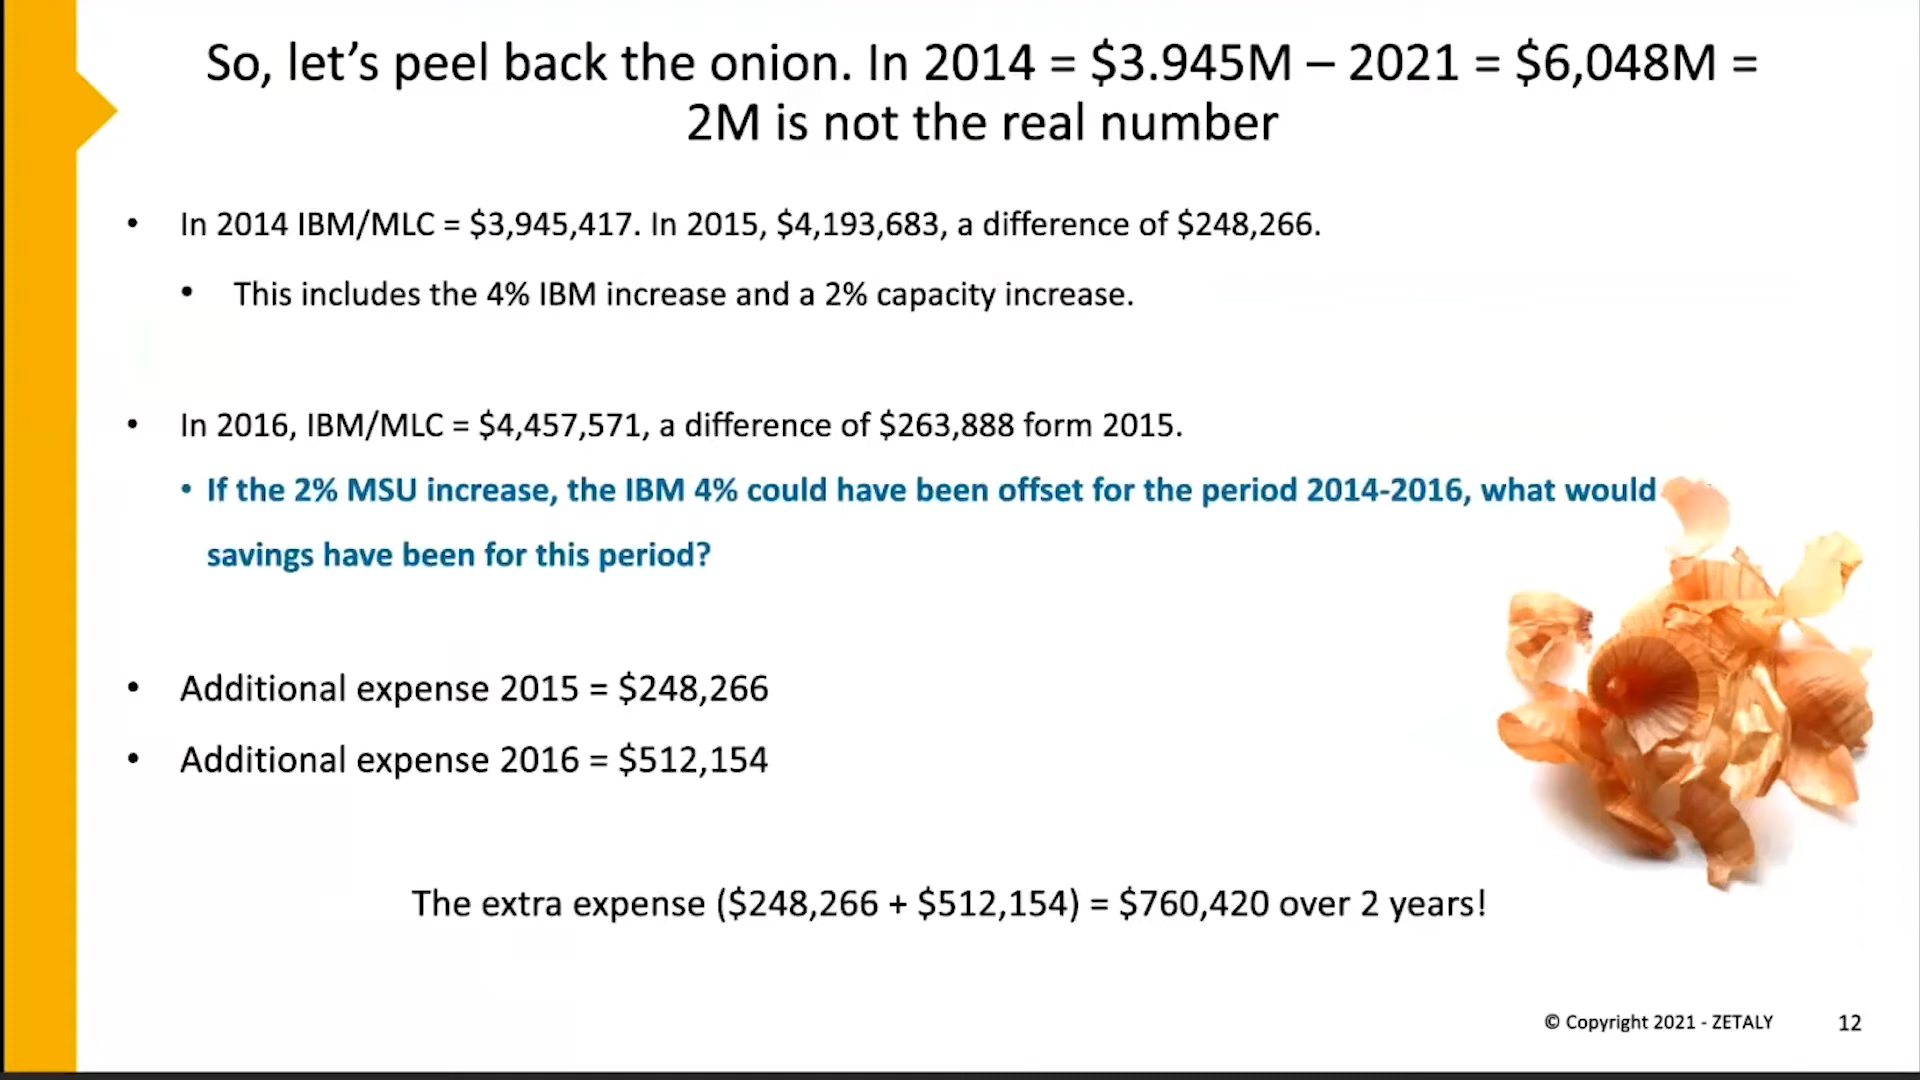 So, let’s peel back the onion. In 2014 = $3.945M – 2021 = $6,048M =
2M is not the real number
• In 2014 IBM/MLC = $3,945,417. In 2015, $4,193,683, a difference of $248,266.
• This includes the 4% IBM increase and a 2% capacity increase.
• In 2016, IBM/MLC = $4,457,571, a difference of $263,888 form 2015.
• If the 2% MSU increase, the IBM 4% could have been offset for the period 2014-2016, what would
savings have been for this period?
• Additional expense 2015 = $248,266
• Additional expense 2016 = $512,154
The extra expense ($248,266 + $512,154) = $760,420 over 2 years!
© Copyright 2021 - ZETALY 12